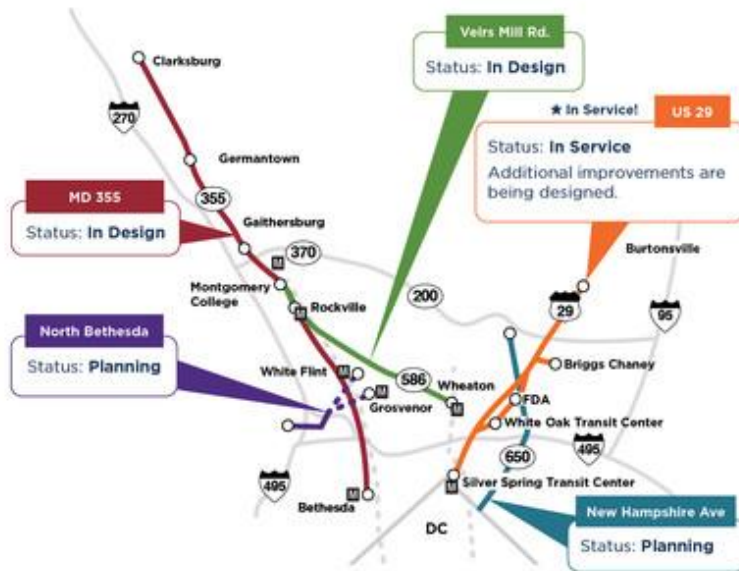 Veirs Mill Rd.
Status: In Design
Clarksburg
★ In Service!
US 29
Status: In Service
Additional improvements are
being designed.
270
Germantown
MD 355
Status: In Design
355
Gaithersburg
370
M
Burtonsville
Montgomery
College
200
29
95
Rockville
M
North Bethesda
Status: Planning
White Flint
M
586
Briggs Chaney
Grosvenor
M
Wheaton
M
FDA
White Oak Transit Center
650
495
495
Silver Spring Transit Center
M
Bethesda
M
DC
New Hampshire Ave
Status: Planning